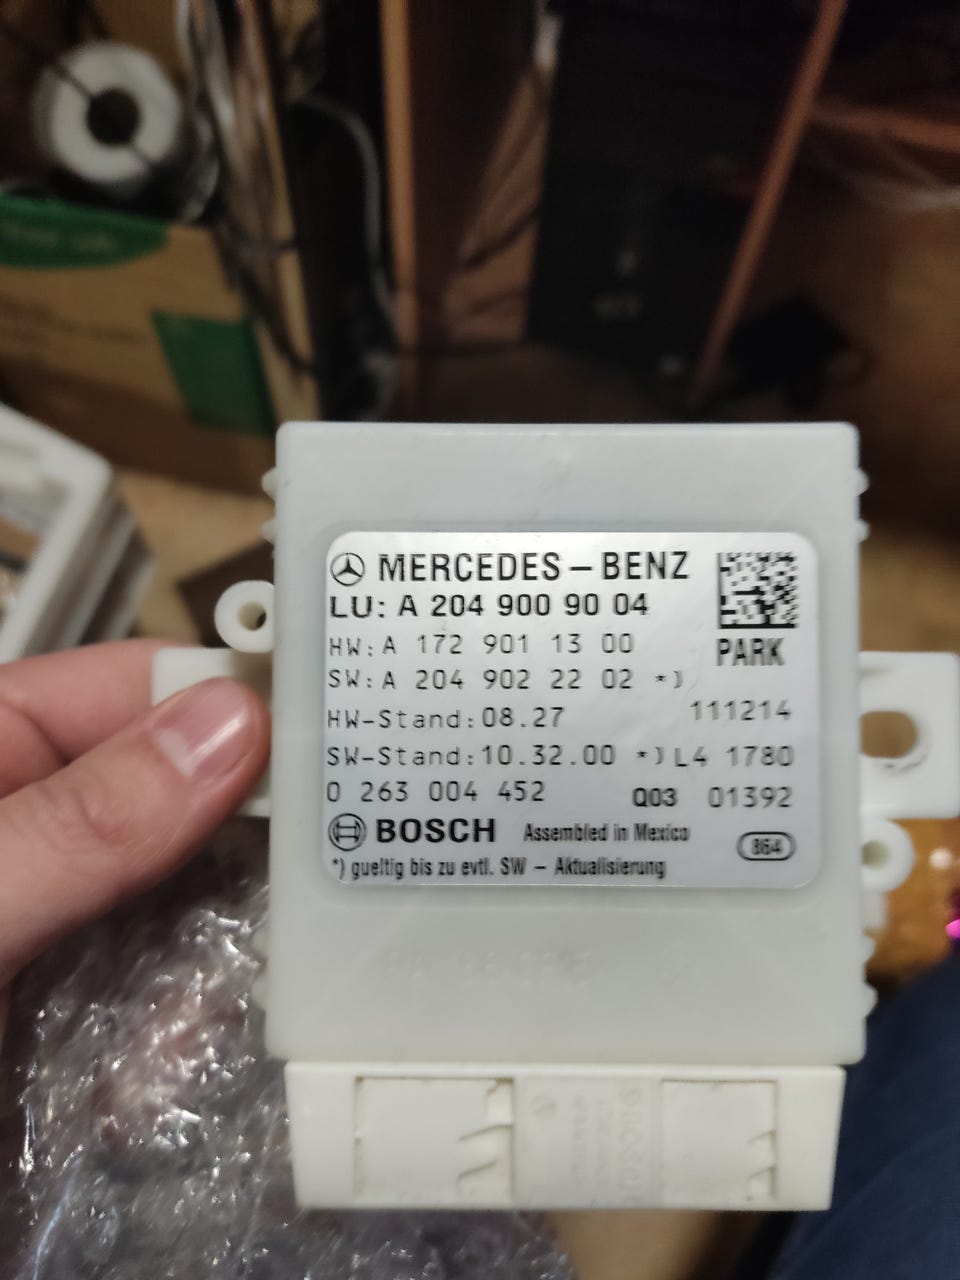 MERCEDES – BENZ
LU: A 204 900 90 04
HW: A 172 901 13 00
PARK
SW: A 204 902 22 02 *)
HW-Stand: 08.27 111214
SW-Stand: 10.32.00 *) L4 1780
0 263 004 452 Q03 01392
BOSCH Assembled in Mexico 864
*) gueltig bis zu evtl. SW – Aktualisierung